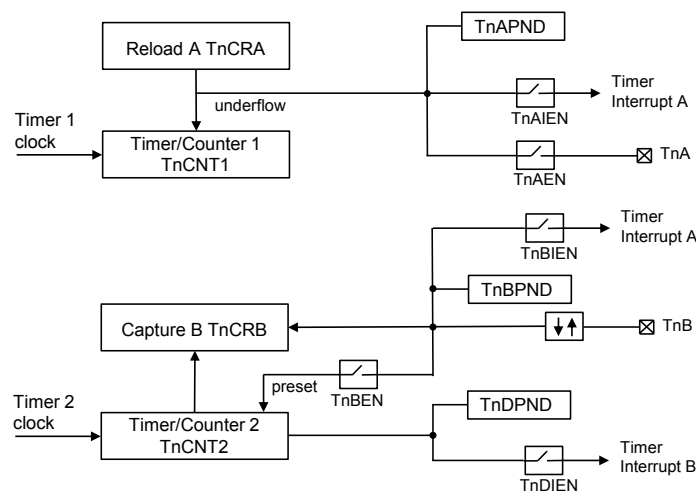 Reload A TnCRA
TnAPND
underflow
Timer
Interrupt A
TnAIEN
Timer 1
clock
Timer/Counter 1
TnCNT1
TnA
TnAEN
Timer
Interrupt A
TnBIEN
TnBPND
Capture B TnCRB
TnB
preset
TnBEN
Timer 2
clock
Timer/Counter 2
TnCNT2
TnDPND
Timer
Interrupt B
TnDIEN